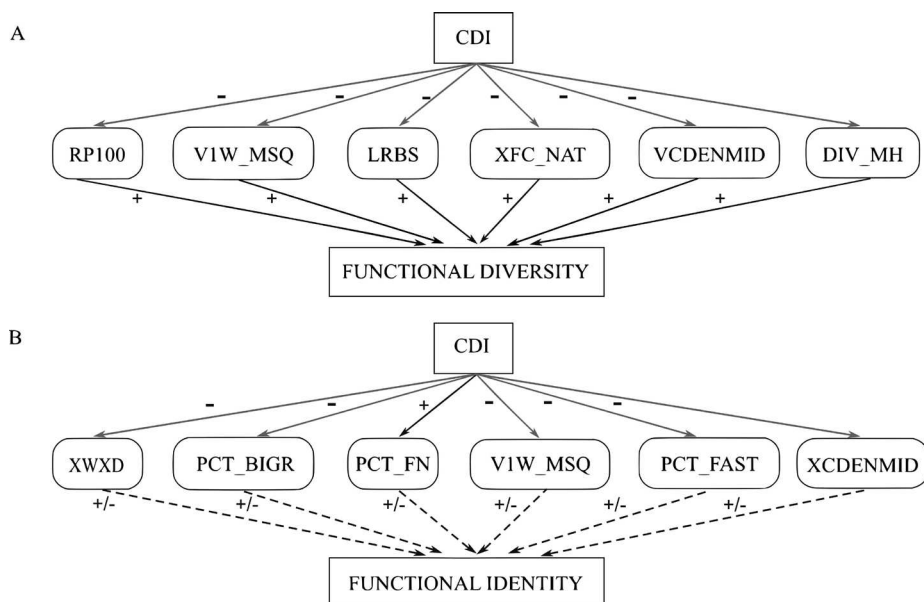 A
CDI
- - - - - -
RP100 V1W_MSQ LRBS XFC_NAT VCDENMID DIV_MH
+ + + + + +
FUNCTIONAL DIVERSITY
B
CDI
- - + - - -
XWXD PCT_BIGR PCT_FN V1W_MSQ PCT_FAST XCDENMID
+/- +/- +/- +/- +/- +/-
FUNCTIONAL IDENTITY